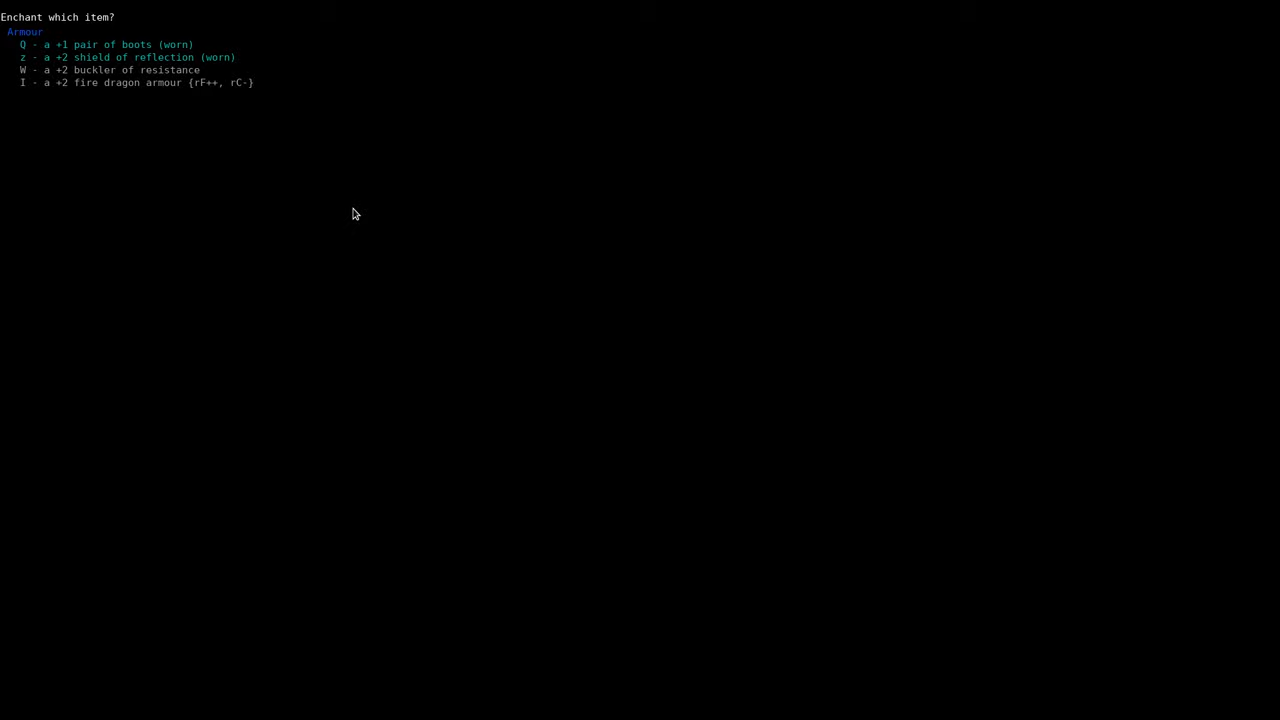 Enchant which item?
Armour
Q - a +1 pair of boots (worn)
z - a +2 shield of reflection (worn)
W - a +2 buckler of resistance
I - a +2 fire dragon armour {rF++, rC-}